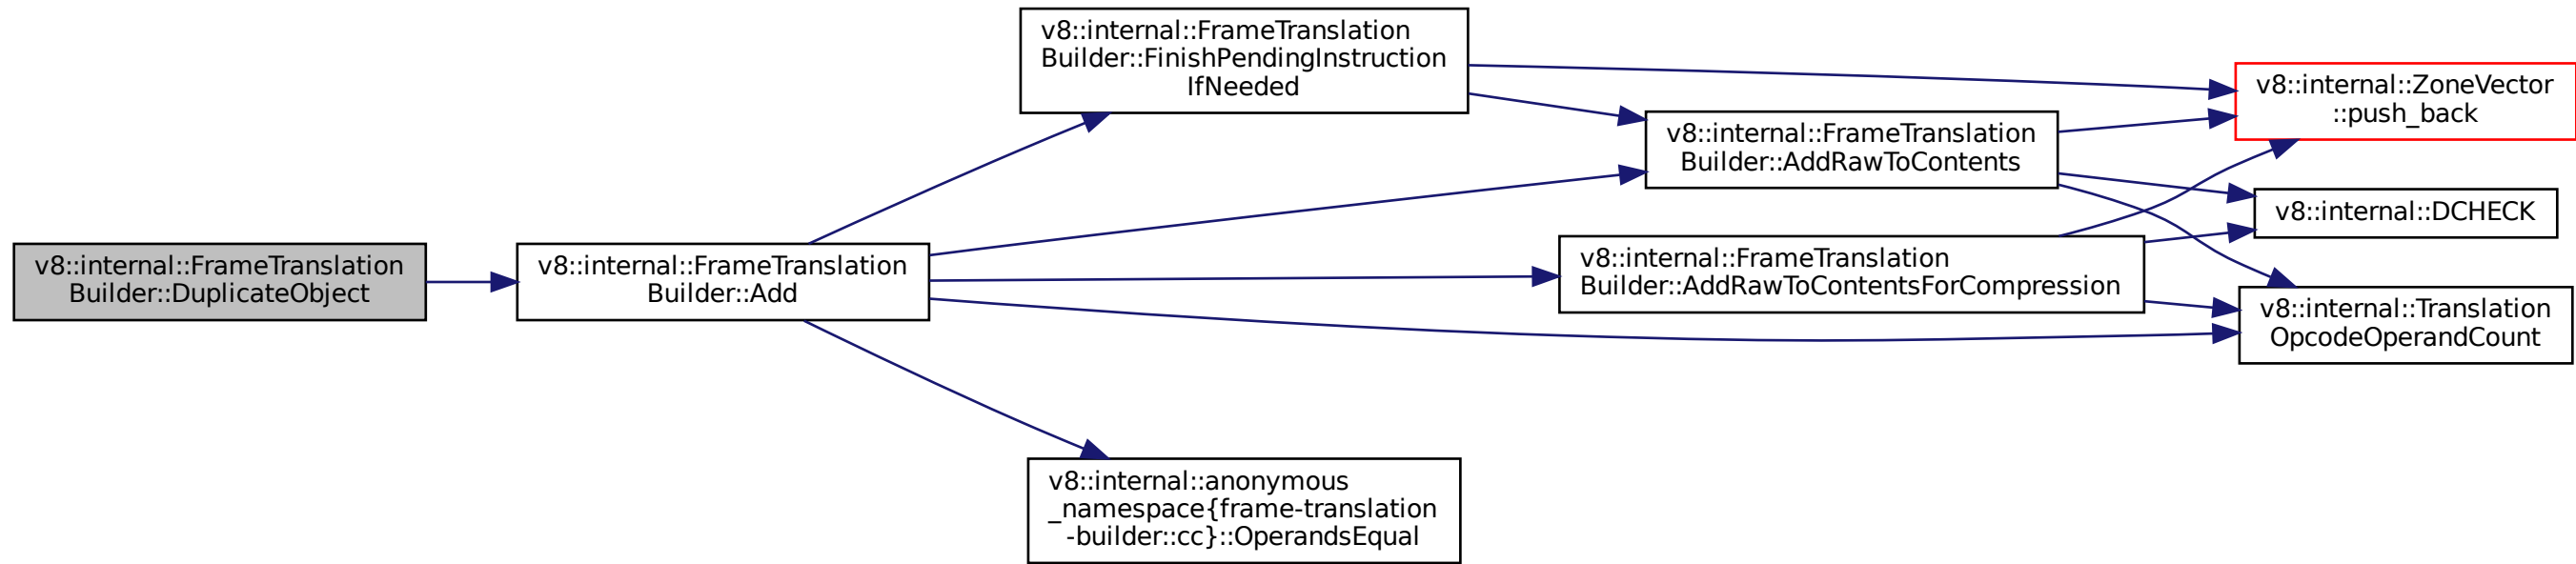 v8::internal::FrameTranslation
Builder::DuplicateObject
v8::internal::FrameTranslation
Builder::Add
v8::internal::FrameTranslation
Builder::FinishPendingInstruction
IfNeeded
v8::internal::FrameTranslation
Builder::AddRawToContents
v8::internal::FrameTranslation
Builder::AddRawToContentsForCompression
v8::internal::anonymous
_namespace{frame-translation
-builder::cc}::OperandsEqual
v8::internal::ZoneVector
::push_back
v8::internal::DCHECK
v8::internal::Translation
OpcodeOperandCount